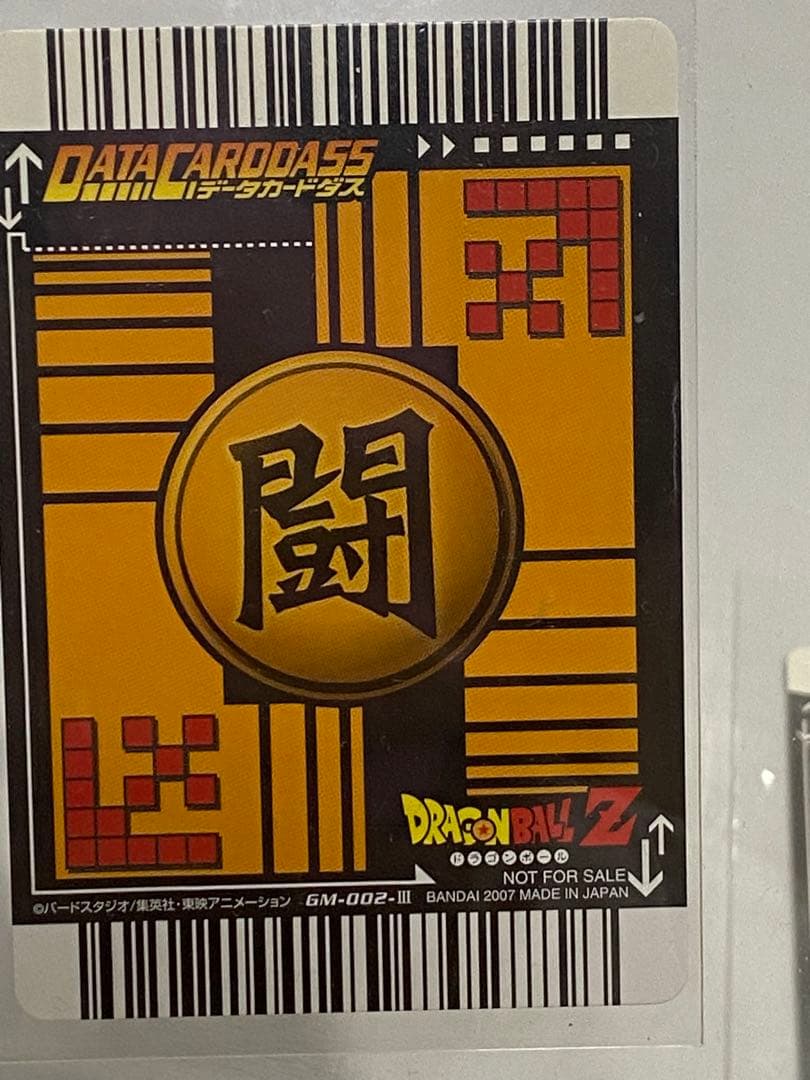 DATA CARDDASS
データカードダス
闘
DRAGON BALL Z
ドラゴンボール
NOT FOR SALE
©バードスタジオ/集英社・東映アニメーション GM-002-III BANDAI 2007 MADE IN JAPAN